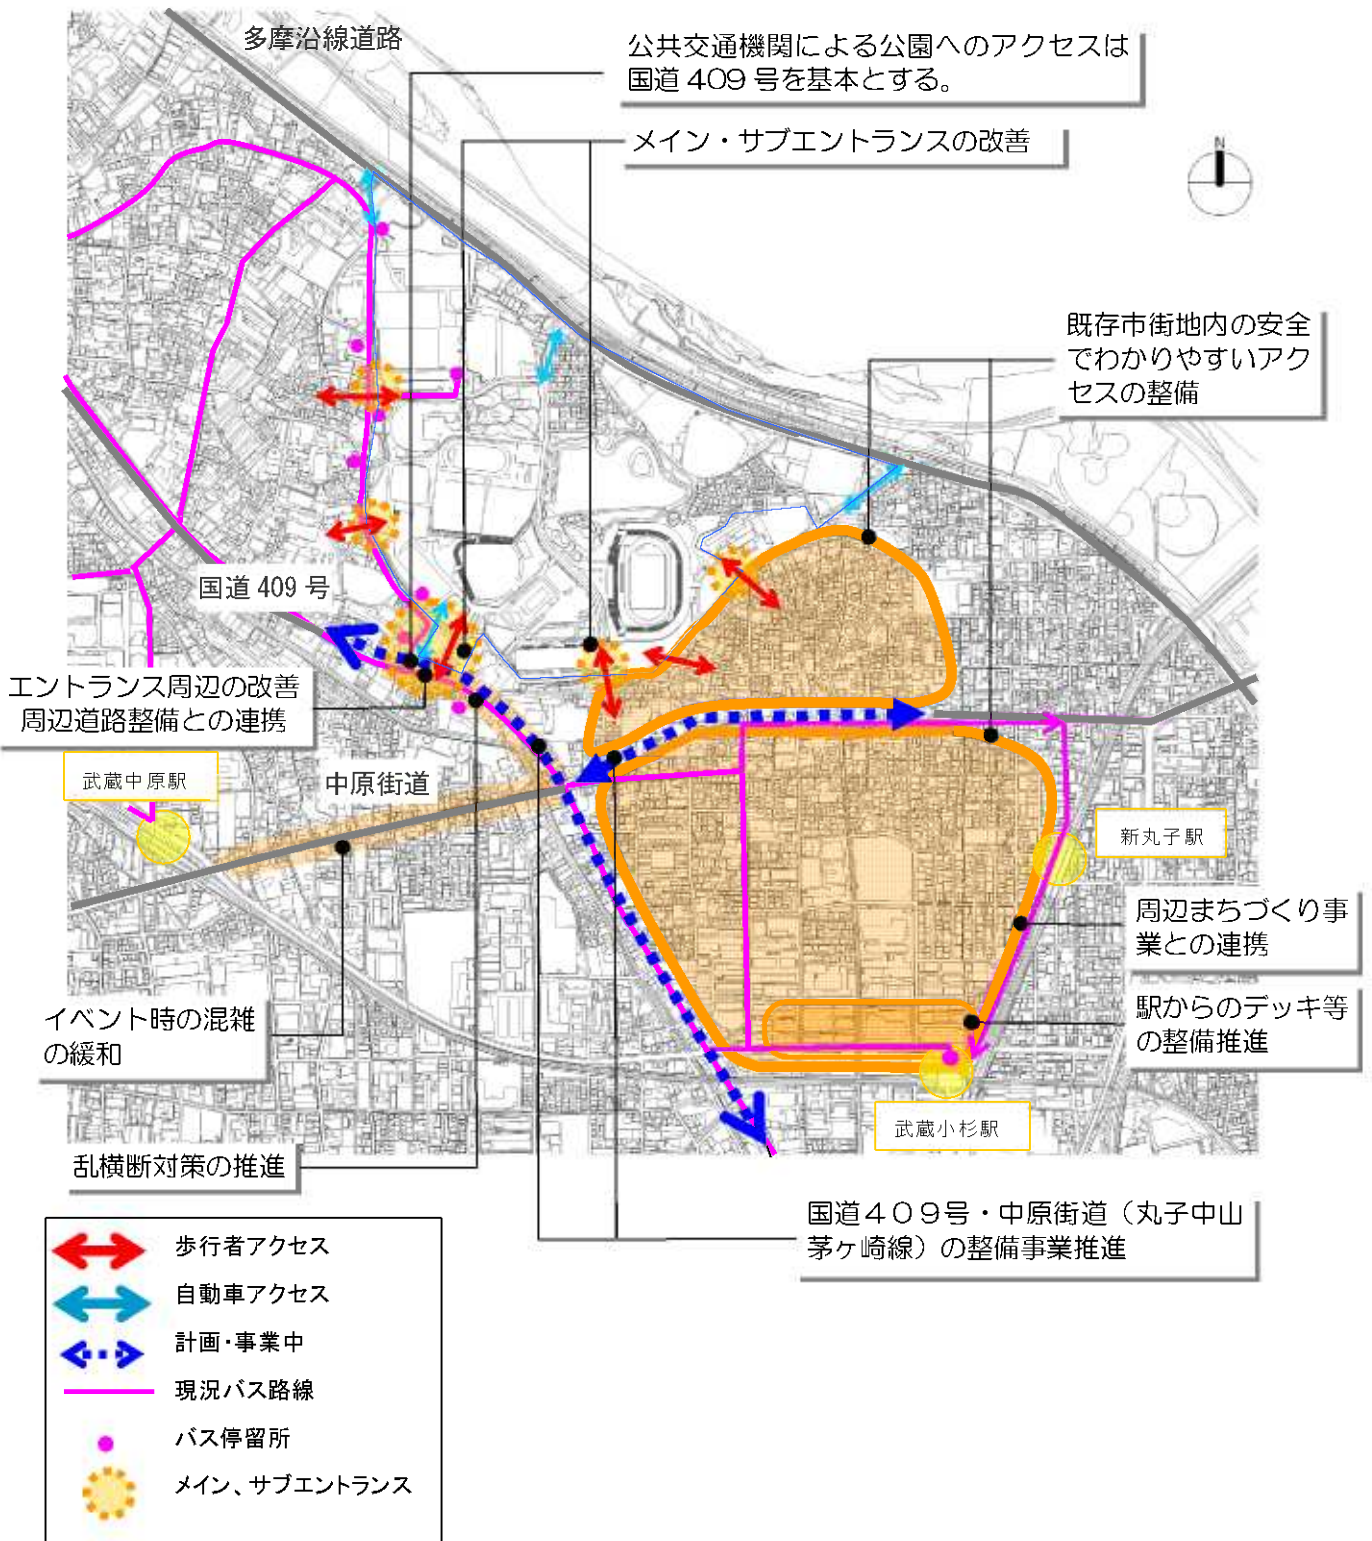 多摩沿線道路
公共交通機関による公園へのアクセスは
国道409号を基本とする。
メイン・サブエントランスの改善
N
既存市街地内の安全
でわかりやすいアク
セスの整備
国道409号
エントランス周辺の改善
周辺道路整備との連携
武蔵中原駅
中原街道
新丸子駅
周辺まちづくり事
業との連携
駅からのデッキ等
の整備推進
イベント時の混雑
の緩和
武蔵小杉駅
乱横断対策の推進
国道409号・中原街道（丸子中山
茅ヶ崎線）の整備事業推進
歩行者アクセス
自動車アクセス
計画・事業中
現況バス路線
バス停留所
メイン、サブエントランス